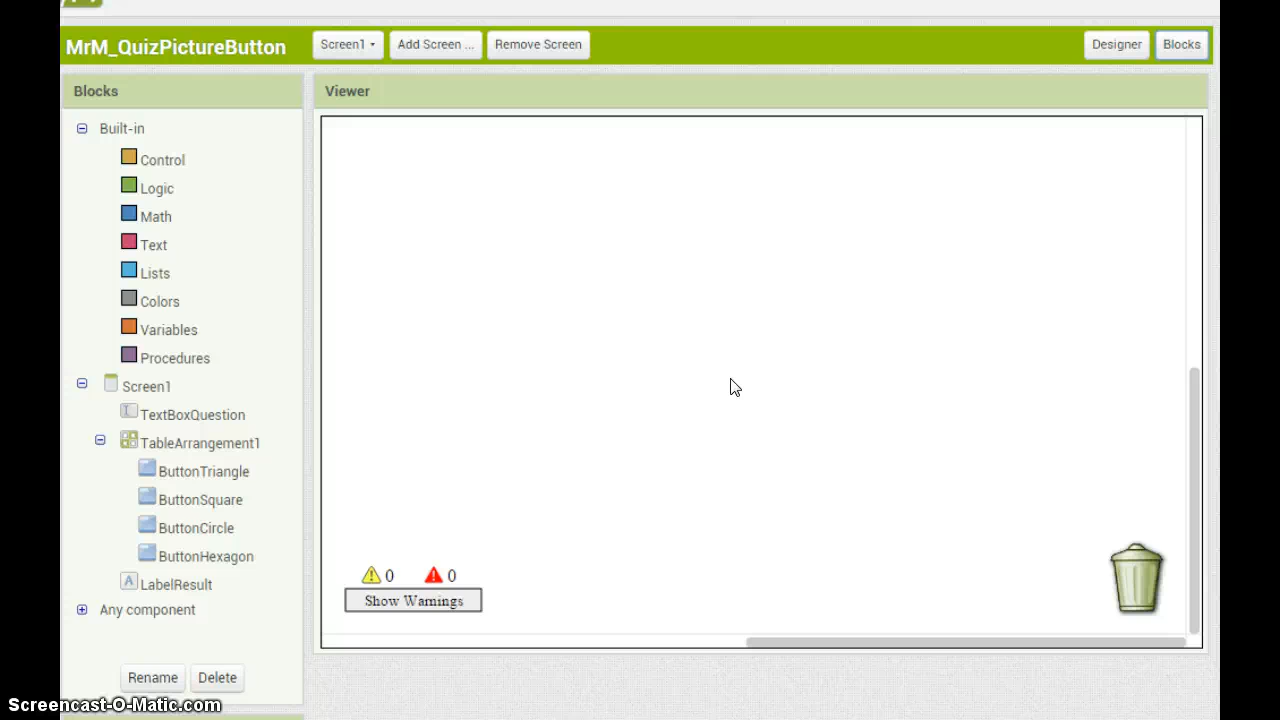 MrM_QuizPictureButton
Screen1
Add Screen ...
Remove Screen
Designer
Blocks
Blocks
Viewer
Built-in
Control
Logic
Math
Text
Lists
Colors
Variables
Procedures
Screen1
TextBoxQuestion
TableArrangement1
ButtonTriangle
ButtonSquare
ButtonCircle
ButtonHexagon
A LabelResult
Any component
0
0
Show Warnings
Rename
Delete
Screencast-O-Matic.com